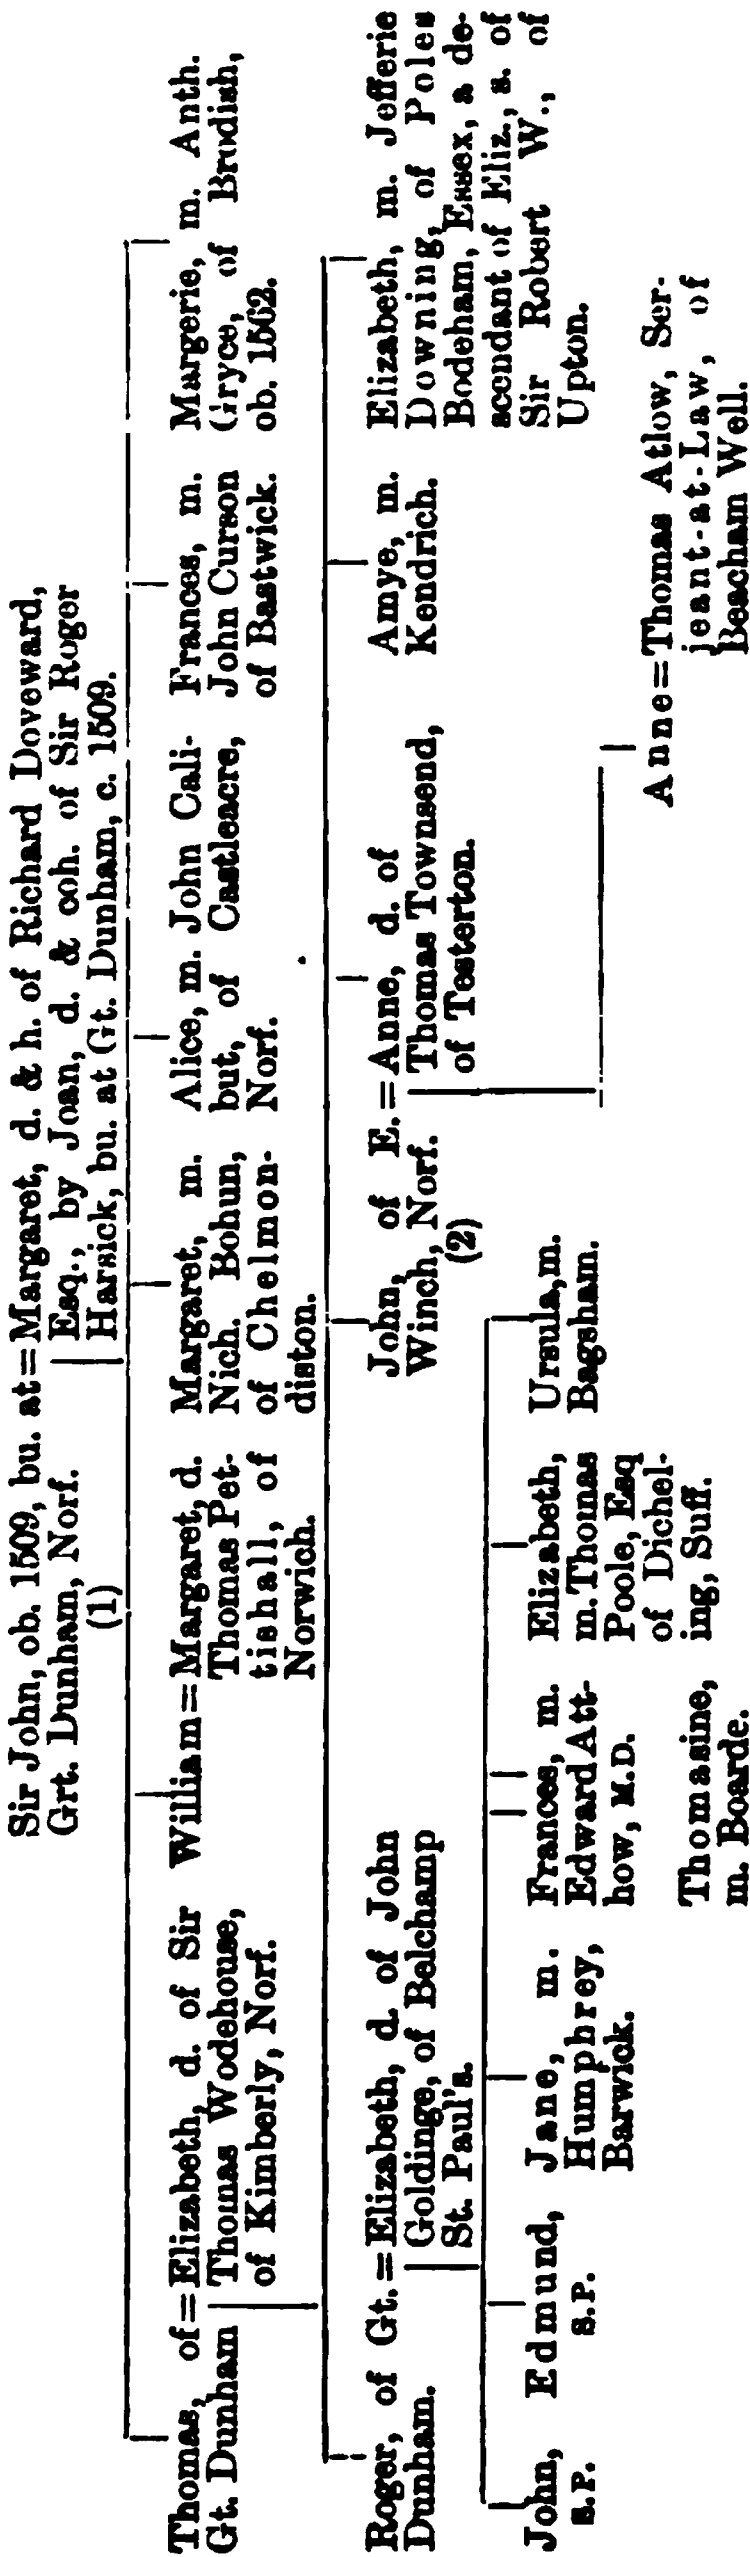 Sir John, ob. 1509, bu. at=Margaret, d. & h. of Richard Doveward,
Grt. Dunham, Norf.
Esq., by Joan, d. & coh. of Sir Roger
(1)
Harsick, bu. at Gt. Dunham, c. 1509.
Thomas, of=Elizabeth, d. of Sir
Gt. Dunham
Thomas Wodehouse,
of Kimberly, Norf.
William=Margaret, d.
Thomas Pet-
tishall, of
Norwich.
Margaret, m.
Nich. Bohun,
of Chelmon-
diston.
Alice, m. John Cali-
but, of Castleacre,
Norf.
Frances, m.
John Curson
of Bastwick.
Margerie, m. Anth.
Gryce, of Brodish,
ob. 1562.
Roger, of Gt.=Elizabeth, d. of John
Dunham.
Goldinge, of Belchamp
St. Paul's.
John, of E.=Anne, d. of
Winch, Norf.
Thomas Townsend,
(2)
of Testerton.
Amye, m.
Kendrich.
Elizabeth, m. Jefferie
Downing, of Poles
Bodeham, Essex, a de-
scendant of Eliz., s. of
Sir Robert W., of
Upton.
John,
S.P.
Edmund,
S.P.
Jane, m.
Humphrey,
Barwick.
Frances, m.
Edward Att-
how, M.D.
Thomasine,
m. Boarde.
Elizabeth,
m. Thomas
Poole, Esq
of Dichel-
ing, Suff.
Ursula, m.
Bagsham.
Anne=Thomas Atlow, Ser-
jeant-at-Law, of
Beacham Well.